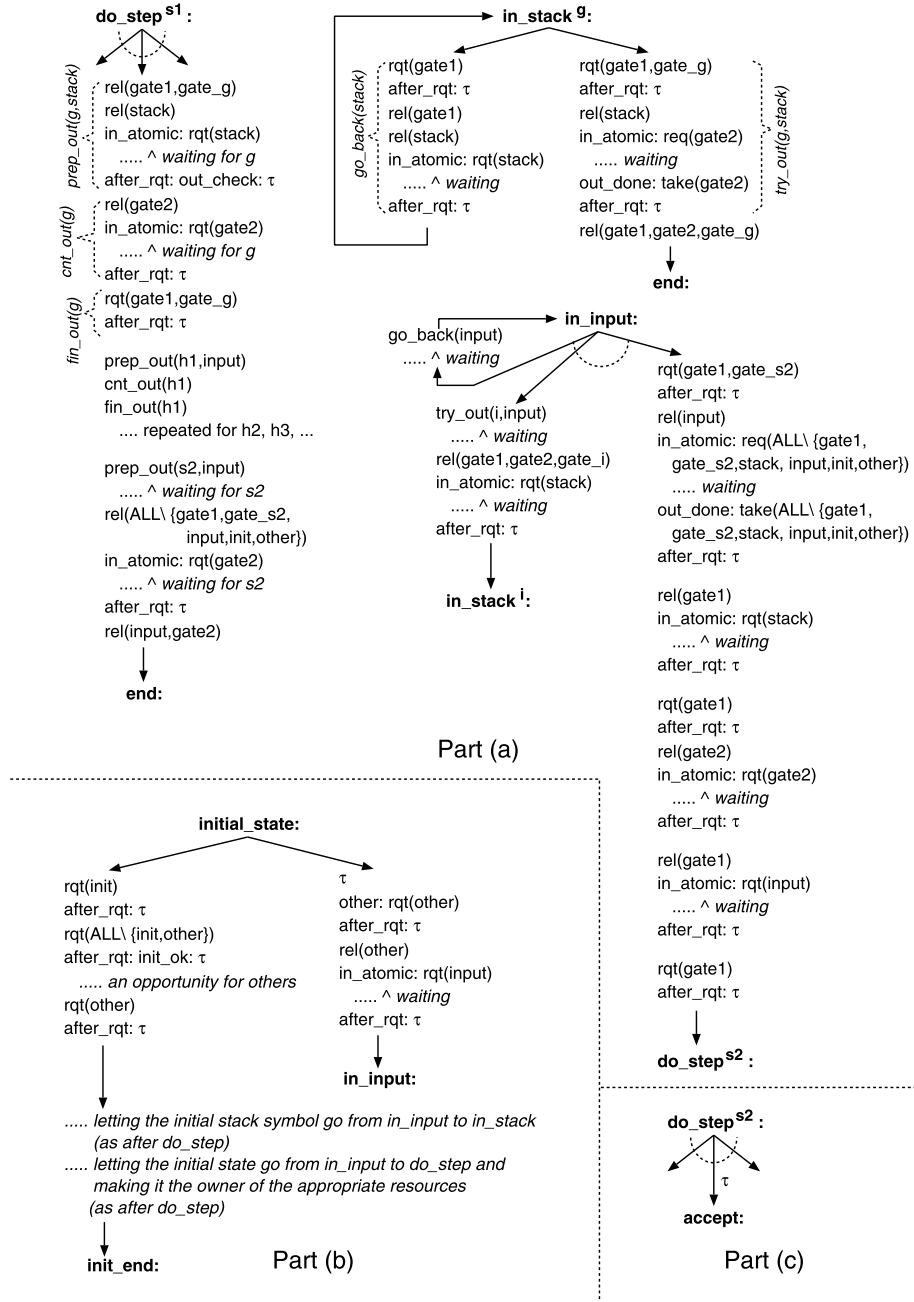 do_step s1 :
prep_out(g,stack)
rel(gate1,gate_g)
rel(stack)
in_atomic: rqt(stack)
..... ^ waiting for g
after_rqt: out_check: τ
cnt_out(g)
rel(gate2)
in_atomic: rqt(gate2)
..... ^ waiting for g
after_rqt: τ
fin_out(g)
rqt(gate1,gate_g)
after_rqt: τ
prep_out(h1,input)
cnt_out(h1)
fin_out(h1)
.... repeated for h2, h3, ...
prep_out(s2,input)
..... ^ waiting for s2
rel(ALL\ {gate1,gate_s2,
input,init,other})
in_atomic: rqt(gate2)
..... ^ waiting for s2
after_rqt: τ
rel(input,gate2)
end:
in_stack g:
go_back(stack)
rqt(gate1)
after_rqt: τ
rel(gate1)
rel(stack)
in_atomic: rqt(stack)
..... ^ waiting
after_rqt: τ
rqt(gate1,gate_g)
after_rqt: τ
rel(stack)
in_atomic: req(gate2)
..... waiting
out_done: take(gate2)
after_rqt: τ
rel(gate1,gate2,gate_g)
try_out(g,stack)
end:
in_input:
go_back(input)
..... ^ waiting
try_out(i,input)
..... ^ waiting
rel(gate1,gate2,gate_i)
in_atomic: rqt(stack)
..... ^ waiting
after_rqt: τ
in_stack i:
rqt(gate1,gate_s2)
after_rqt: τ
rel(input)
in_atomic: req(ALL\ {gate1,
gate_s2,stack, input,init,other})
..... waiting
out_done: take(ALL\ {gate1,
gate_s2,stack, input,init,other})
after_rqt: τ
rel(gate1)
in_atomic: rqt(stack)
..... ^ waiting
after_rqt: τ
rqt(gate1)
after_rqt: τ
rel(gate2)
in_atomic: rqt(gate2)
..... ^ waiting
after_rqt: τ
rel(gate1)
in_atomic: rqt(input)
..... ^ waiting
after_rqt: τ
rqt(gate1)
after_rqt: τ
do_step s2 :
Part (a)
initial_state:
rqt(init)
after_rqt: τ
rqt(ALL\ {init,other})
after_rqt: init_ok: τ
..... an opportunity for others
rqt(other)
after_rqt: τ
τ
other: rqt(other)
after_rqt: τ
rel(other)
in_atomic: rqt(input)
..... ^ waiting
after_rqt: τ
in_input:
..... letting the initial stack symbol go from in_input to in_stack
(as after do_step)
..... letting the initial state go from in_input to do_step and
making it the owner of the appropriate resources
(as after do_step)
init_end:
Part (b)
do_step s2 :
τ
accept:
Part (c)